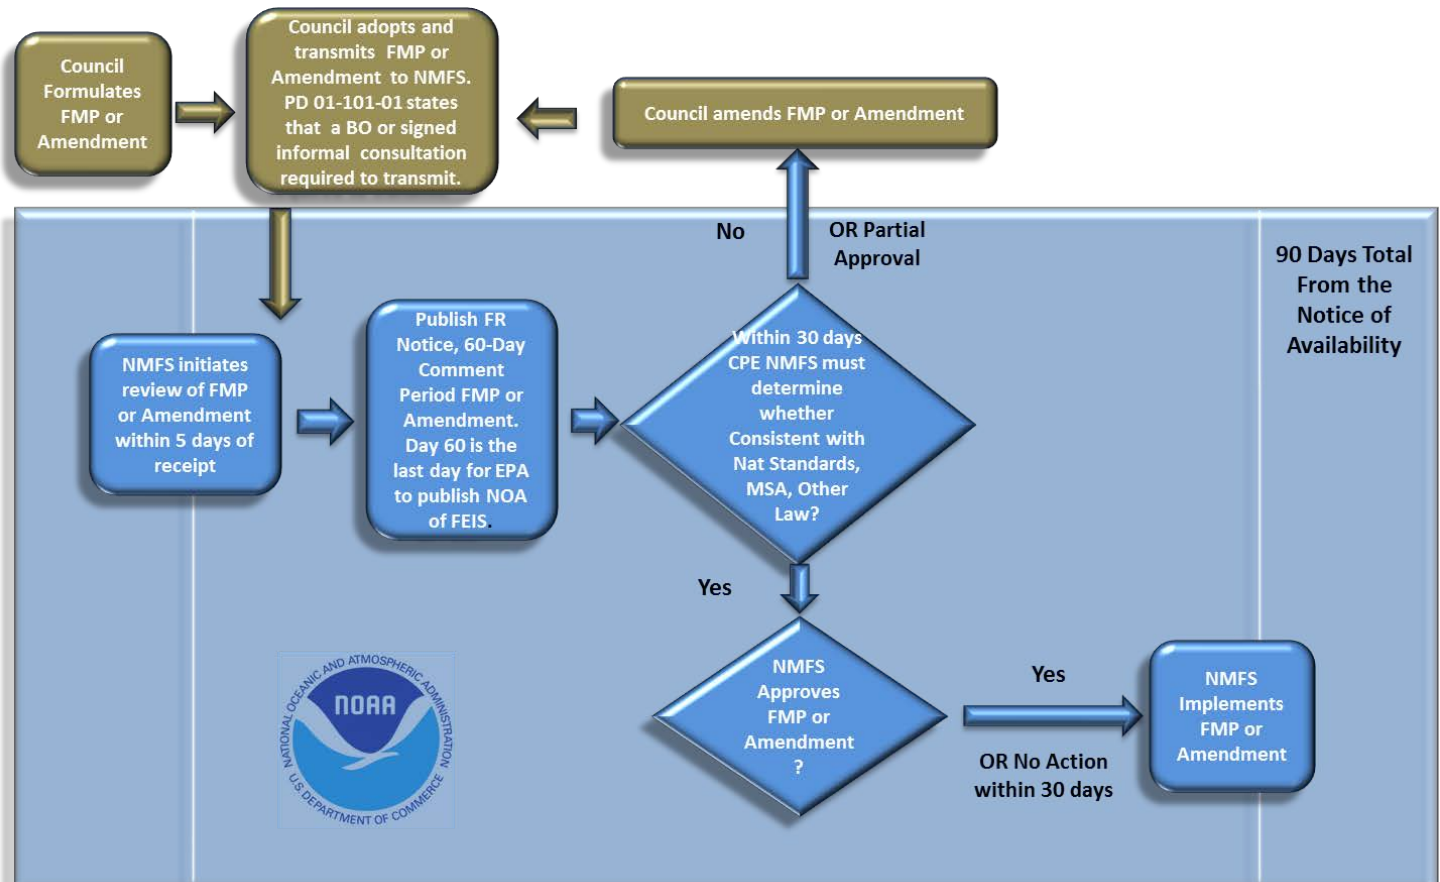 Council
Formulates
FMP or
Amendment
Council adopts and
transmits FMP or
Amendment to NMFS.
PD 01-101-01 states
that a BO or signed
informal consultation
required to transmit.
Council amends FMP or Amendment
No
OR Partial
Approval
90 Days Total
From the
Notice of
Availability
NMFS initiates
review of FMP
or Amendment
within 5 days of
receipt
Publish FR
Notice, 60-Day
Comment
Period FMP or
Amendment.
Day 60 is the
last day for EPA
to publish NOA
of FEIS.
Within 30 days
CPE NMFS must
determine
whether
Consistent with
Nat Standards,
MSA, Other
Law?
Yes
NMFS
Approves
FMP or
Amendment
?
Yes
OR No Action
within 30 days
NMFS
Implements
FMP or
Amendment
NATIONAL OCEANIC AND ATMOSPHERIC ADMINISTRATION
NOAA
U.S. DEPARTMENT OF COMMERCE